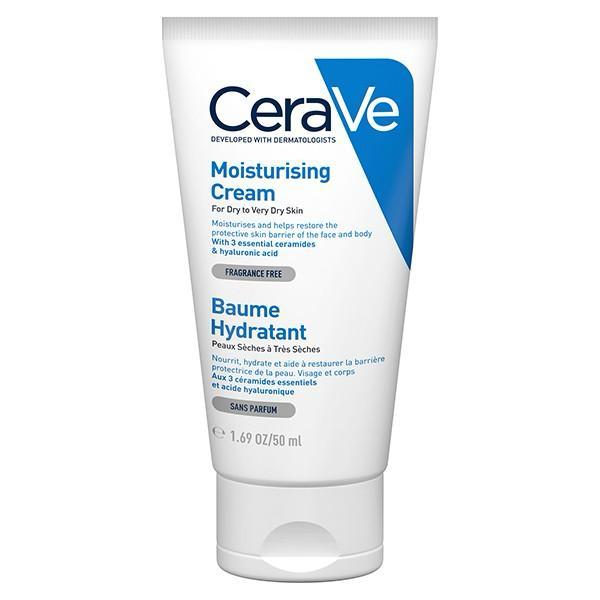 CeraVe
DEVELOPED WITH DERMATOLOGISTS
Moisturising
Cream
For Dry to Very Dry Skin
Moisturises and helps restore the
protective skin barrier of the face and body
With 3 essential ceramides
& hyaluronic acid
FRAGRANCE FREE
Baume
Hydratant
Peaux Sèches à Très Sèches
Nourrit, hydrate et aide à restaurer la barrière
protectrice de la peau. Visage et corps
Aux 3 céramides essentiels
et acide hyaluronique
SANS PARFUM
℮ 1.69 OZ/50 ml